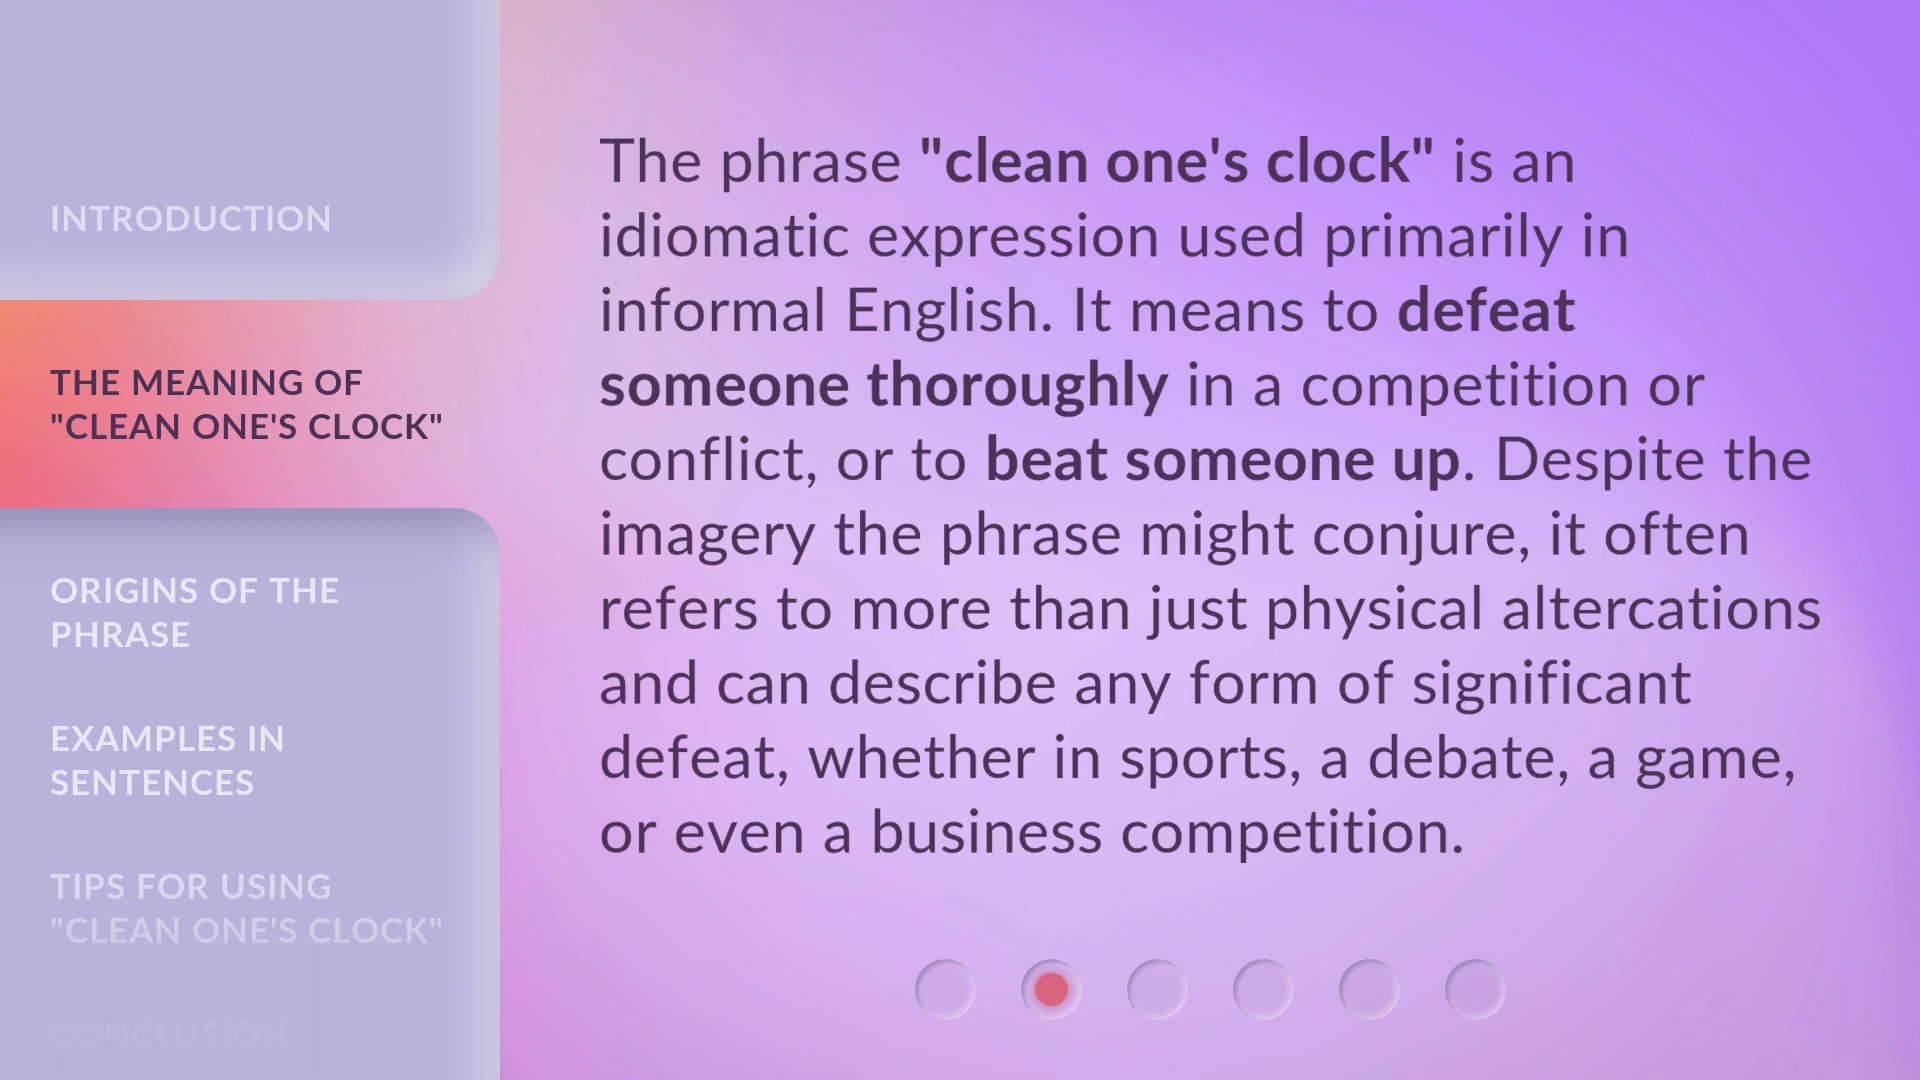 INTRODUCTION
THE MEANING OF
"CLEAN ONE'S CLOCK"
ORIGINS OF THE
PHRASE
EXAMPLES IN
SENTENCES
TIPS FOR USING
"CLEAN ONE'S CLOCK"
CONCLUSION
The phrase "clean one's clock" is an
idiomatic expression used primarily in
informal English. It means to defeat
someone thoroughly in a competition or
conflict, or to beat someone up. Despite the
imagery the phrase might conjure, it often
refers to more than just physical altercations
and can describe any form of significant
defeat, whether in sports, a debate, a game,
or even a business competition.